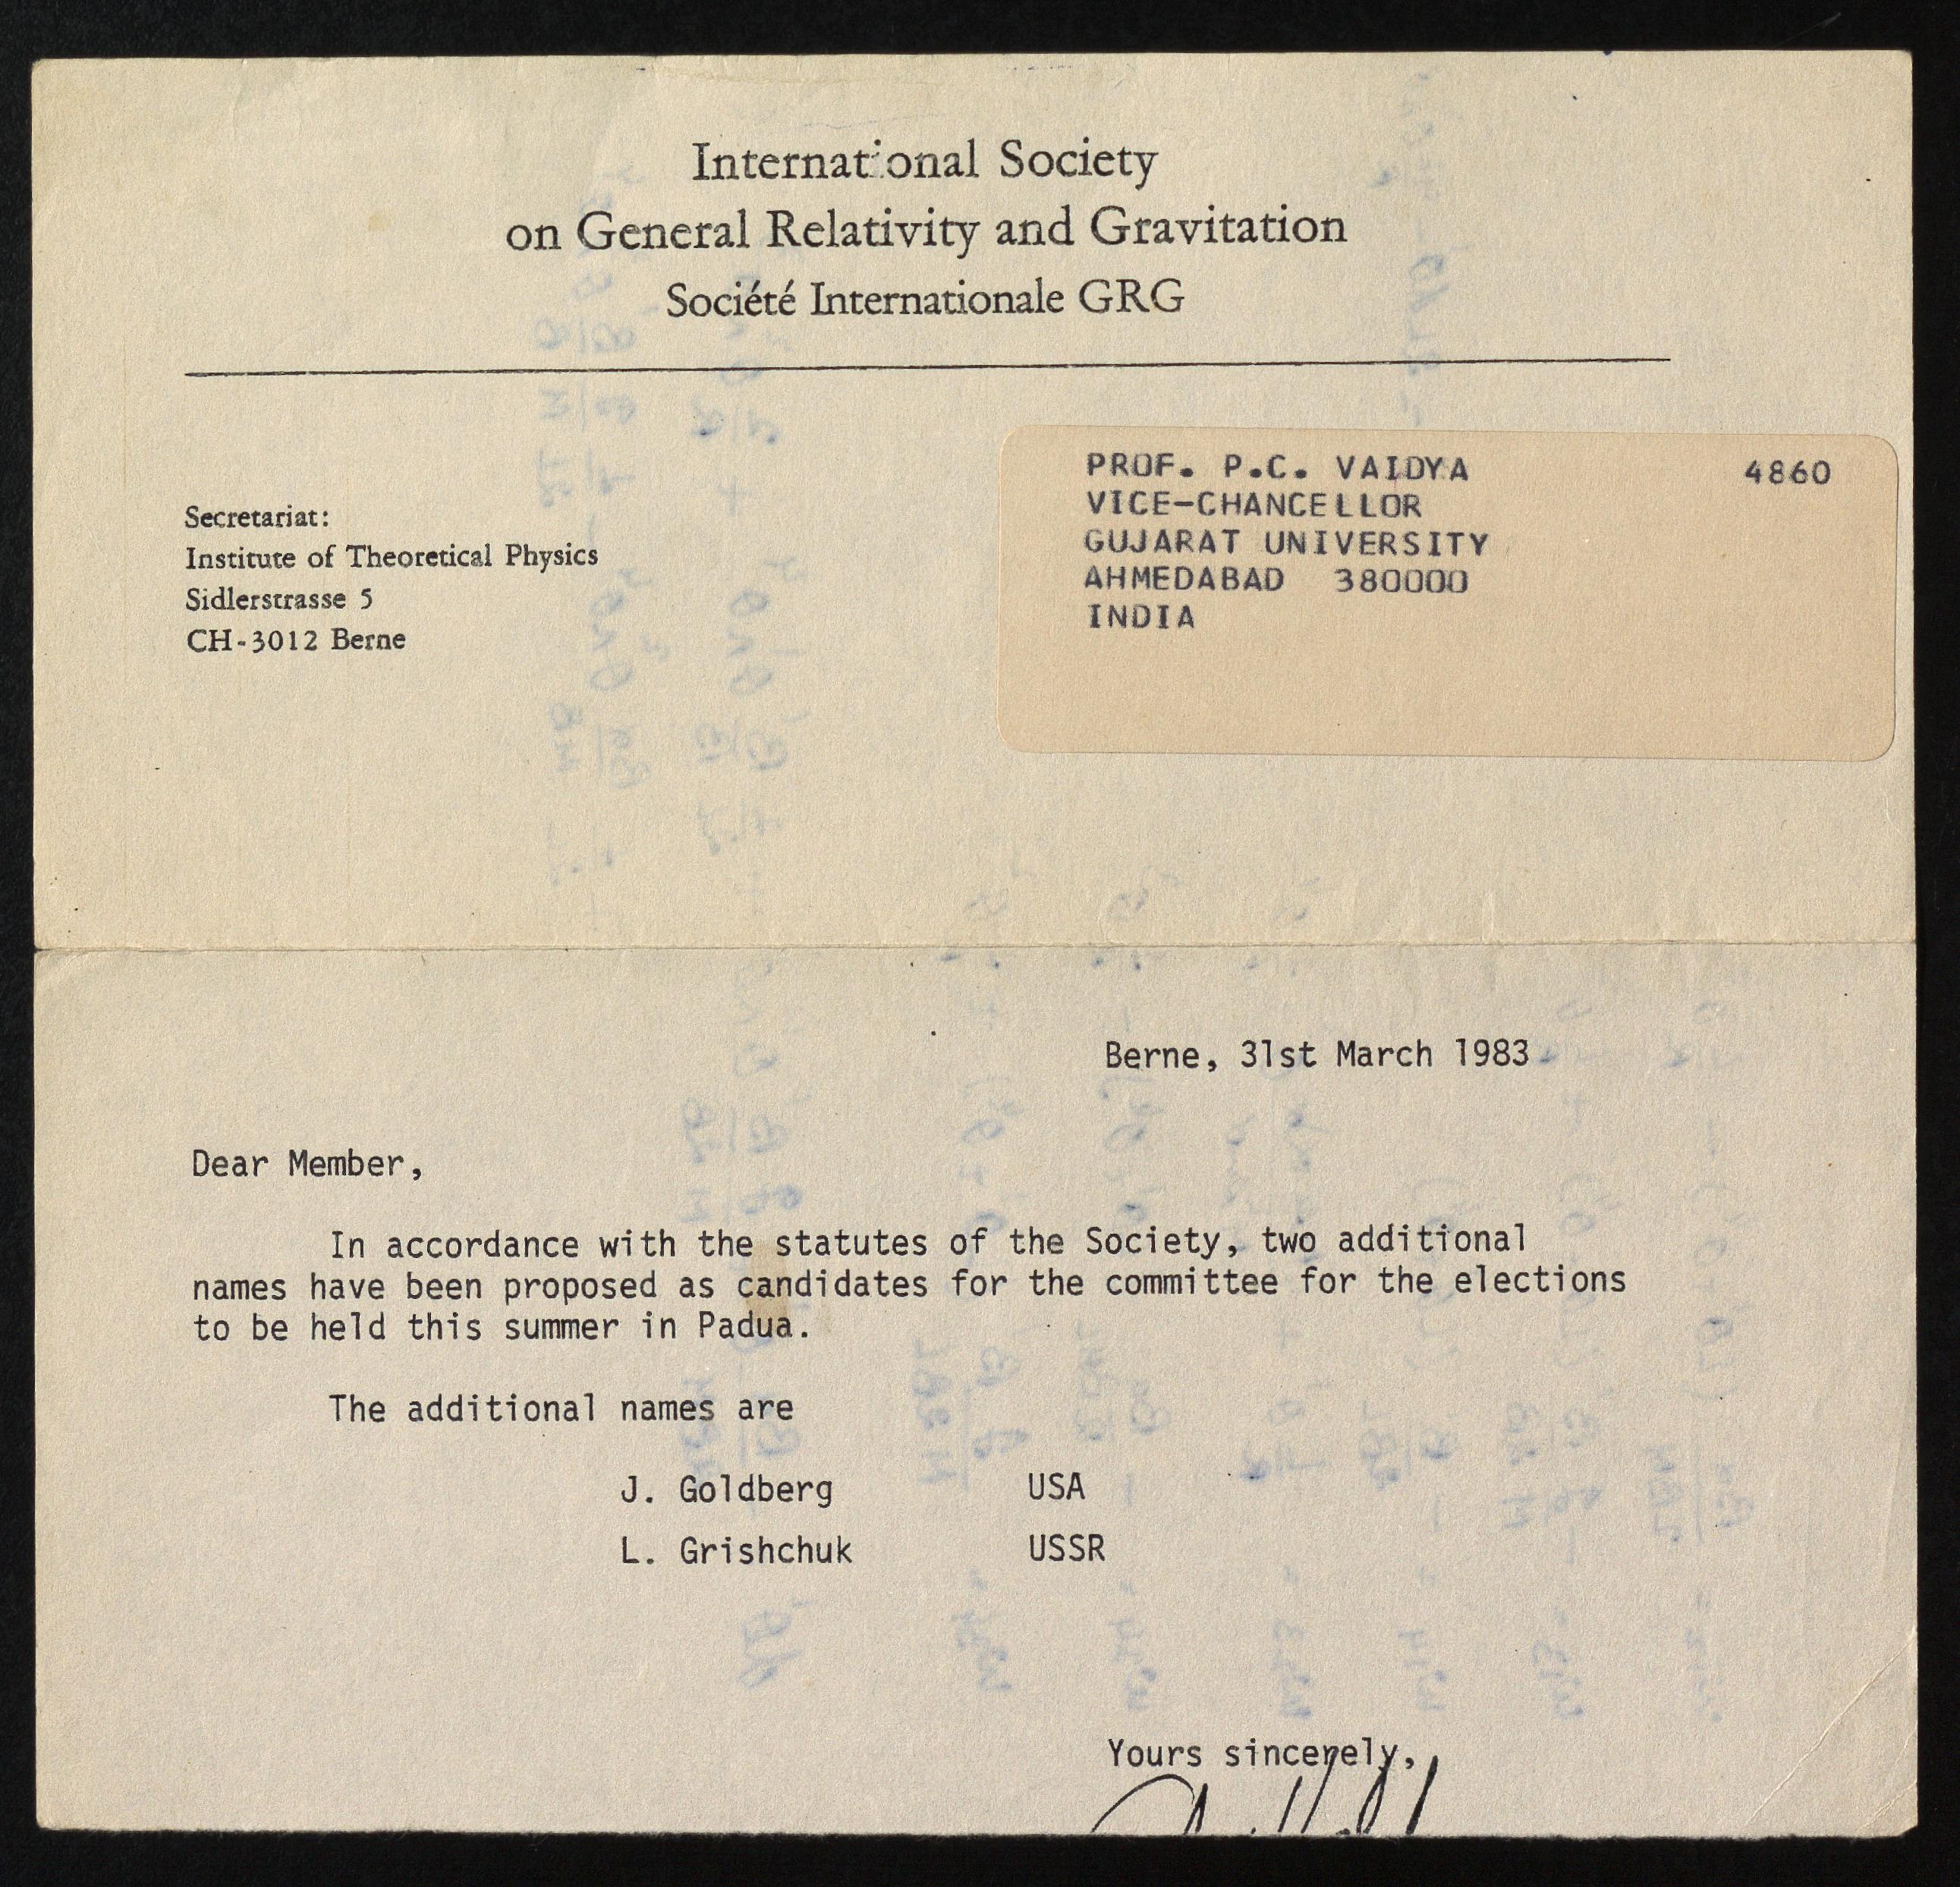 International Society
on General Relativity and Gravitation
Société Internationale GRG
Secretariat:
Institute of Theoretical Physics
Sidlerstrasse 5
CH-3012 Berne
PROF. P.C. VAIDYA 4860
VICE-CHANCELLOR
GUJARAT UNIVERSITY
AHMEDABAD 380000
INDIA
Berne, 31st March 1983
Dear Member,
In accordance with the statutes of the Society, two additional
names have been proposed as candidates for the committee for the elections
to be held this summer in Padua.
The additional names are
J. Goldberg USA
L. Grishchuk USSR
Yours sincerely,